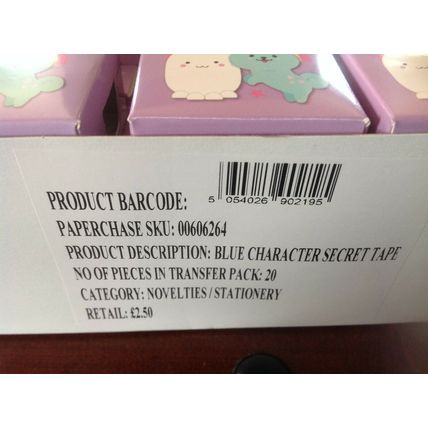 PRODUCT BARCODE: 5 054026 902195
PAPERCHASE SKU: 00606264
PRODUCT DESCRIPTION: BLUE CHARACTER SECRET TAPE
NO OF PIECES IN TRANSFER PACK: 20
CATEGORY: NOVELTIES / STATIONERY
RETAIL: £2.50